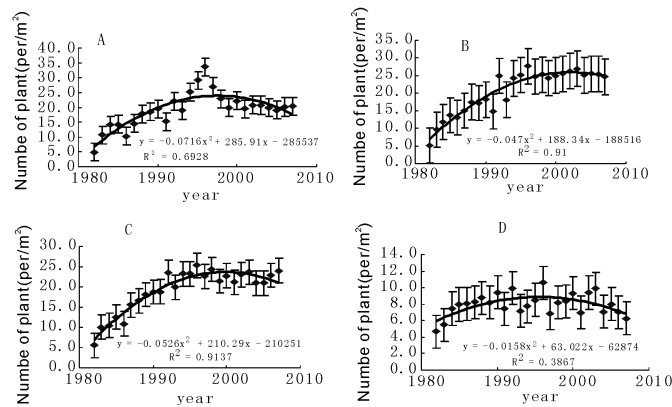 A
Numbe of plant(per/m²)
40.0
35.0
30.0
25.0
20.0
15.0
10.0
5.0
0.0
y = -0.0716x² + 285.91x - 285537
R² = 0.6928
1980 1990 2000 2010
year
B
Numbe of plant(per/m²)
35.0
30.0
25.0
20.0
15.0
10.0
5.0
0.0
y = -0.047x² + 188.34x - 188516
R² = 0.91
1980 1990 2000 2010
year
C
Numbe of plant(per/m²)
30.0
25.0
20.0
15.0
10.0
5.0
0.0
y = -0.0526x² + 210.29x - 210251
R² = 0.9137
1980 1990 2000 2010
year
D
Numbe of plant(per/m²)
14.0
12.0
10.0
8.0
6.0
4.0
2.0
0.0
y = -0.0158x² + 63.022x - 62874
R² = 0.3867
1980 1990 2000 2010
year